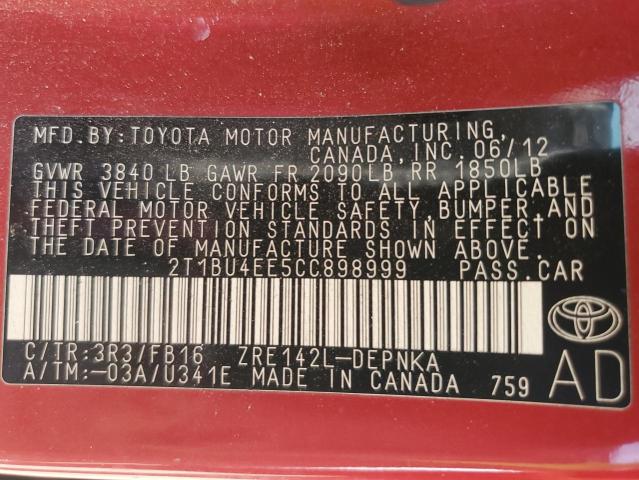 MFD.BY:TOYOTA MOTOR MANUFACTURING,
CANADA,INC.06/12
GVWR 3840 LB GAWR FR 2090LB RR 1850LB
THIS VEHICLE CONFORMS TO ALL APPLICABLE
FEDERAL MOTOR VEHICLE SAFETY,BUMPER,AND
THEFT PREVENTION STANDARDS IN EFFECT ON
THE DATE OF MANUFACTURE SHOWN ABOVE.
2T1BU4EE5CC898999 PASS.CAR
C/TR:3R3/FB16 ZRE142L-DEPNKA
A/TM:-03A/U341E MADE IN CANADA 759
AD